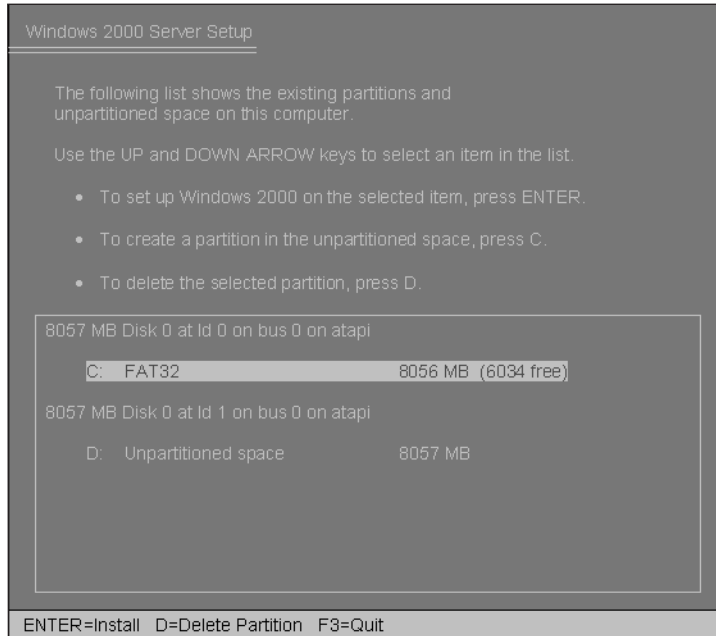 Windows 2000 Server Setup
The following list shows the existing partitions and
unpartitioned space on this computer.
Use the UP and DOWN ARROW keys to select an item in the list.
• To set up Windows 2000 on the selected item, press ENTER.
• To create a partition in the unpartitioned space, press C.
• To delete the selected partition, press D.
8057 MB Disk 0 at Id 0 on bus 0 on atapi
C: FAT32 8056 MB (6034 free)
8057 MB Disk 0 at Id 1 on bus 0 on atapi
D: Unpartitioned space 8057 MB
ENTER=Install D=Delete Partition F3=Quit